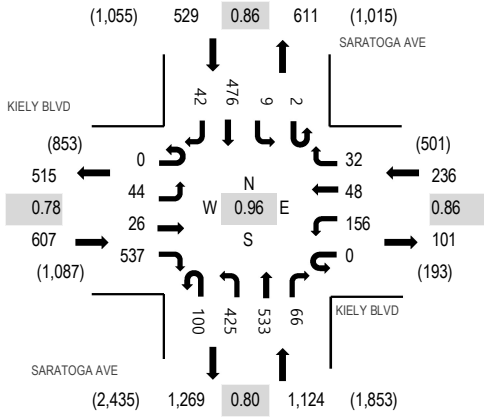 (1,055) 529 0.86 611 (1,015)
SARATOGA AVE
KIELY BLVD
42 476 9 2
(853) 0 32 (501)
515 44 N 48 236
0.78 W 0.96 E 0.86
607 26 S 156 101
(1,087) 537 0 (193)
100 425 533 66
KIELY BLVD
SARATOGA AVE
(2,435) 1,269 0.80 1,124 (1,853)